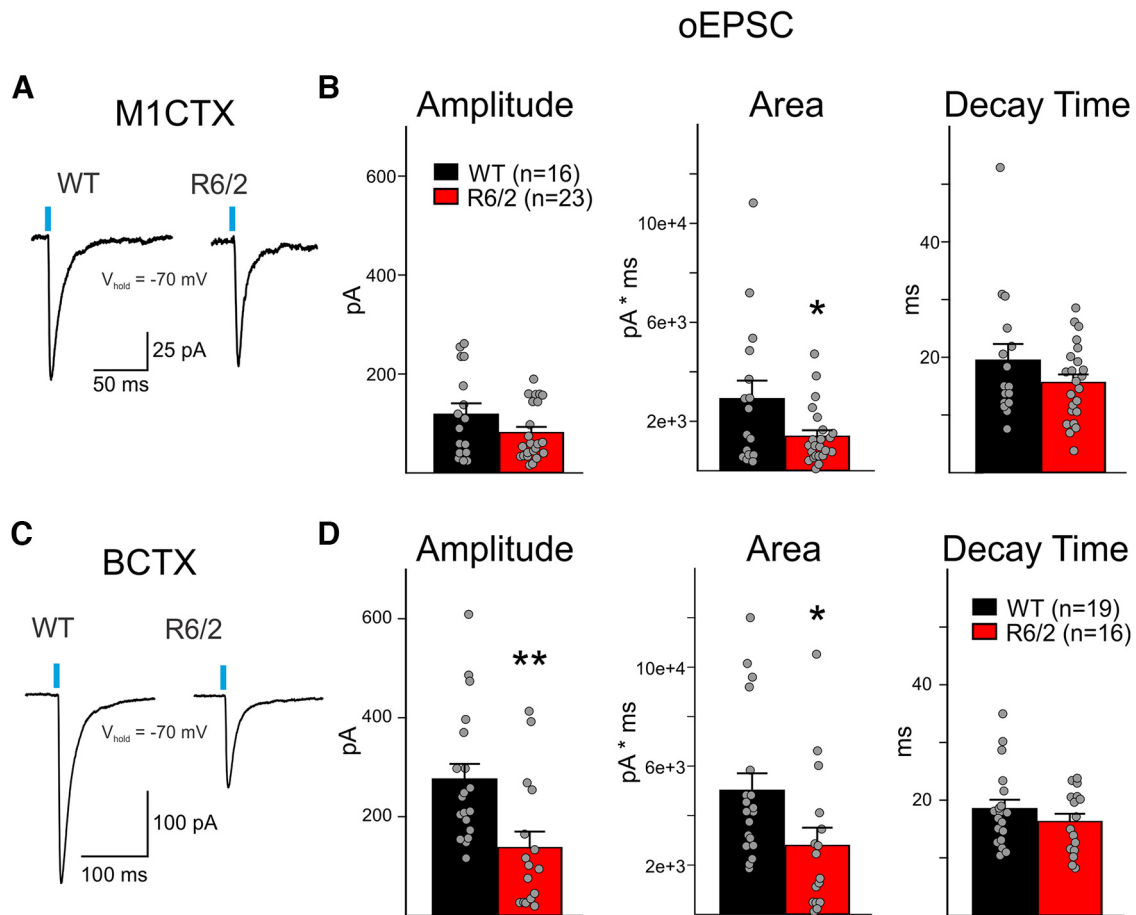 oEPSC
A
M1CTX
WT
R6/2
Vhold = -70 mV
25 pA
50 ms
B
Amplitude
pA
600
400
200
WT (n=16)
R6/2 (n=23)
Area
pA * ms
10e+4
6e+3
2e+3
*
Decay Time
ms
40
20
C
BCTX
WT
R6/2
Vhold = -70 mV
100 pA
100 ms
D
Amplitude
pA
600
400
200
**
Area
pA * ms
10e+4
6e+3
2e+3
*
Decay Time
ms
40
20
WT (n=19)
R6/2 (n=16)